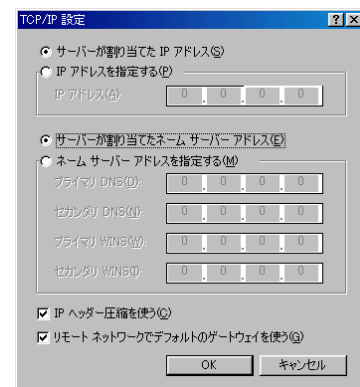 TCP/IP 設定
サーバーが割り当てた IP アドレス(S)
IP アドレスを指定する(P)
IP アドレス(A):
0 . 0 . 0 . 0
サーバーが割り当てたネーム サーバー アドレス(E)
ネーム サーバー アドレスを指定する(M)
プライマリ DNS(D):
0 . 0 . 0 . 0
セカンダリ DNS(N):
0 . 0 . 0 . 0
プライマリ WINS(W):
0 . 0 . 0 . 0
セカンダリ WINS(I):
0 . 0 . 0 . 0
IP ヘッダー圧縮を使う(C)
リモート ネットワークでデフォルトのゲートウェイを使う(G)
OK キャンセル